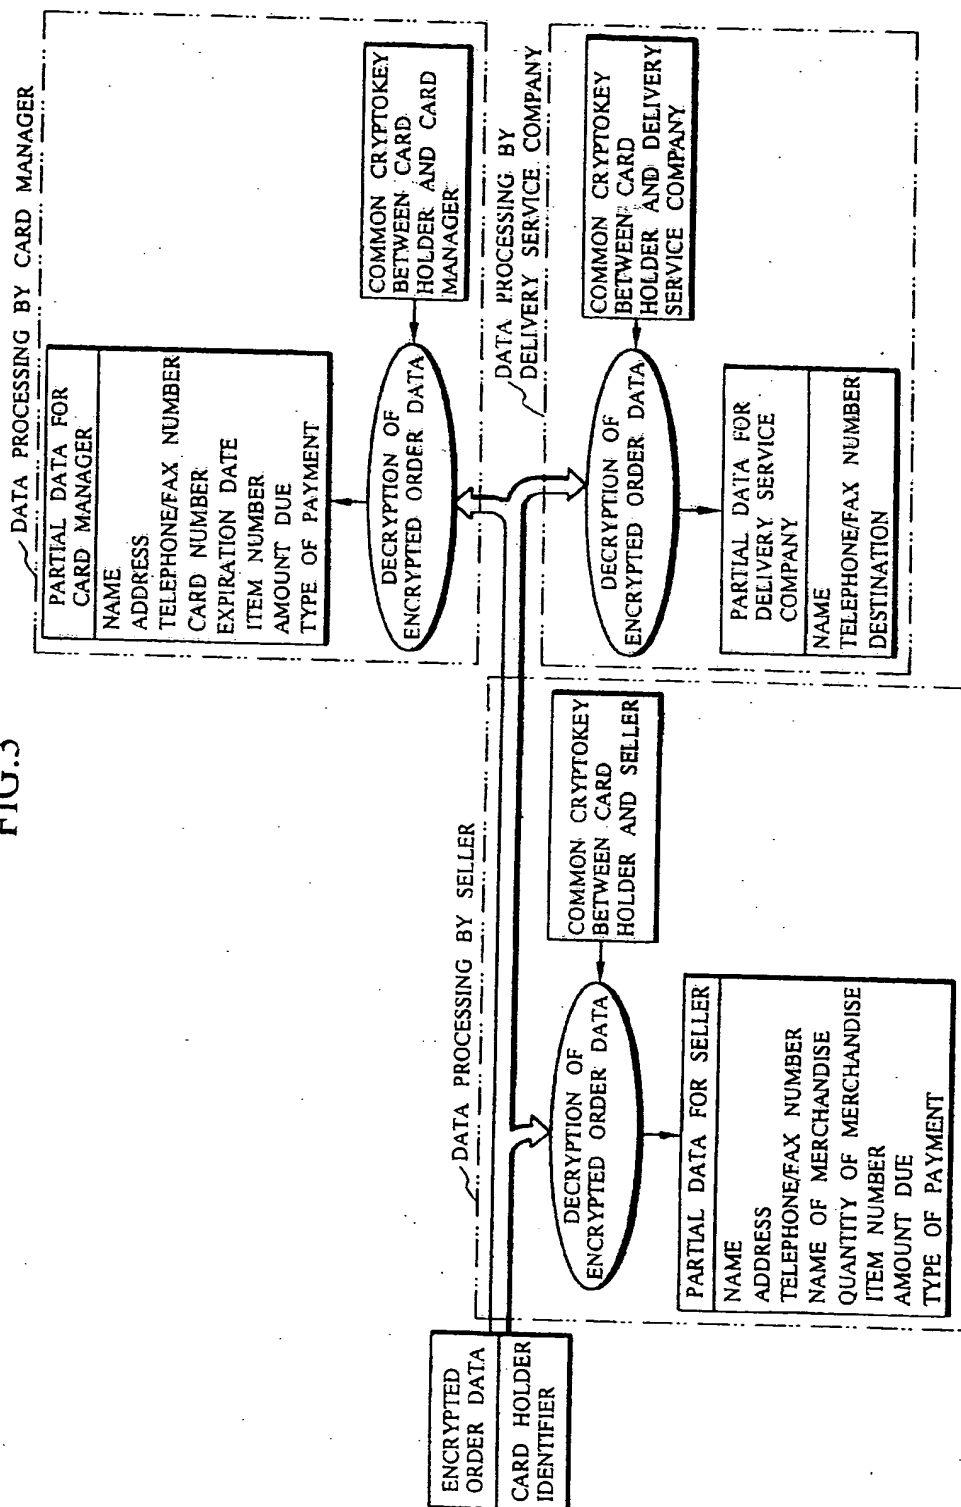 FIG.3
ENCRYPTED
ORDER DATA
CARD HOLDER
IDENTIFIER
DATA PROCESSING BY SELLER
DECRYPTION OF
ENCRYPTED ORDER DATA
COMMON CRYPTOKEY
BETWEEN CARD
HOLDER AND SELLER
PARTIAL DATA FOR SELLER
NAME
ADDRESS
TELEPHONE/FAX NUMBER
NAME OF MERCHANDISE
QUANTITY OF MERCHANDISE
ITEM NUMBER
AMOUNT DUE
TYPE OF PAYMENT
DATA PROCESSING BY CARD MANAGER
PARTIAL DATA FOR
CARD MANAGER
NAME
ADDRESS
TELEPHONE/FAX NUMBER
CARD NUMBER
EXPIRATION DATE
ITEM NUMBER
AMOUNT DUE
TYPE OF PAYMENT
DECRYPTION OF
ENCRYPTED ORDER DATA
COMMON CRYPTOKEY
BETWEEN CARD
HOLDER AND CARD
MANAGER
DATA PROCESSING BY
DELIVERY SERVICE COMPANY
DECRYPTION OF
ENCRYPTED ORDER DATA
COMMON CRYPTOKEY
BETWEEN CARD
HOLDER AND DELIVERY
SERVICE COMPANY
PARTIAL DATA FOR
DELIVERY SERVICE
COMPANY
NAME
TELEPHONE/FAX NUMBER
DESTINATION